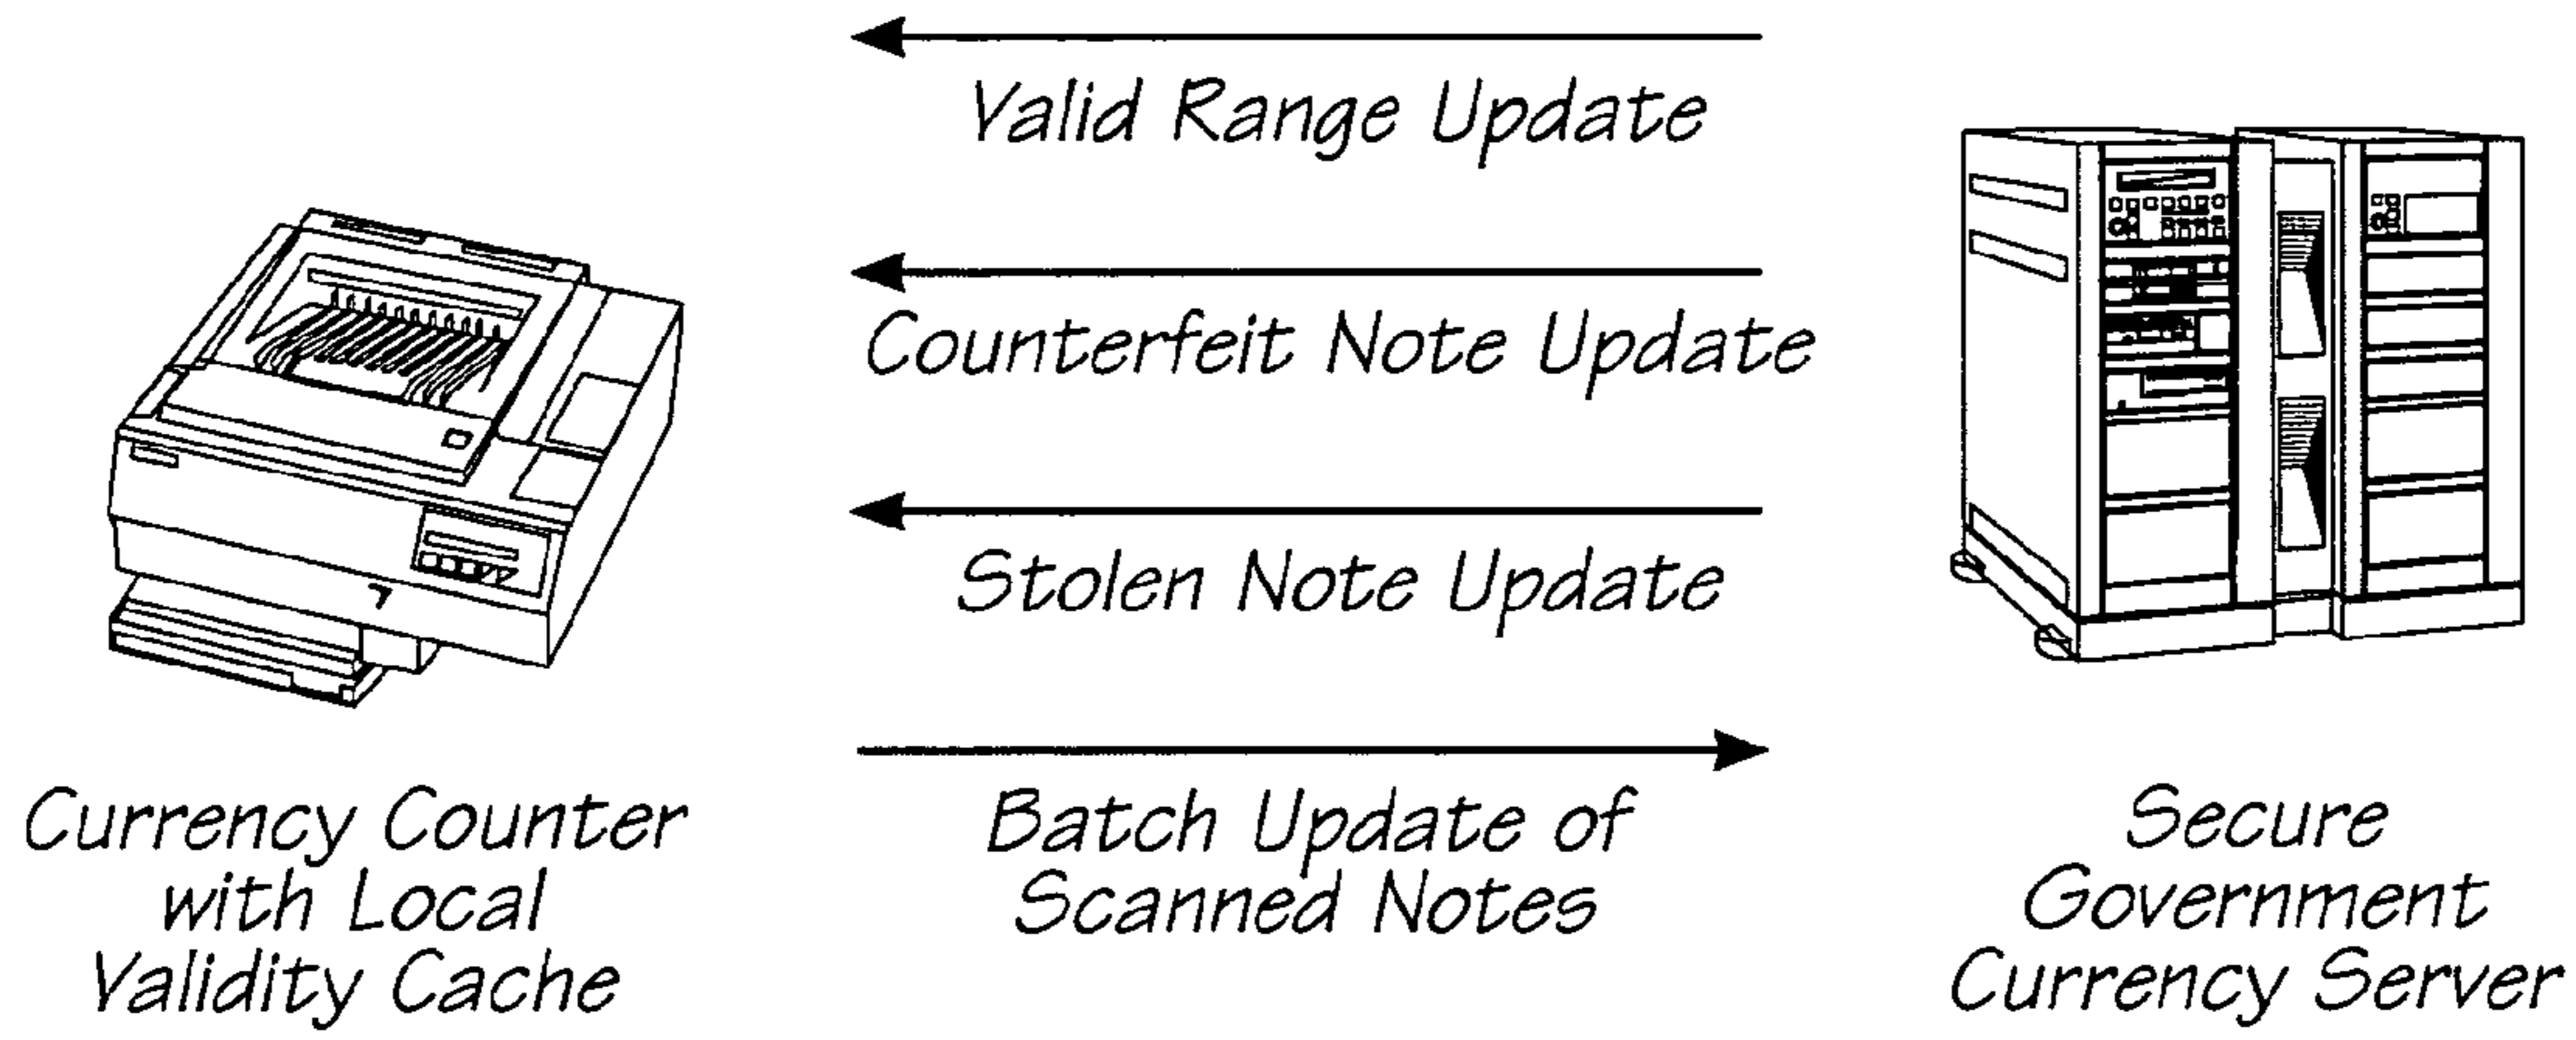 Valid Range Update
Counterfeit Note Update
Stolen Note Update
Batch Update of
Scanned Notes
Currency Counter
with Local
Validity Cache
Secure
Government
Currency Server